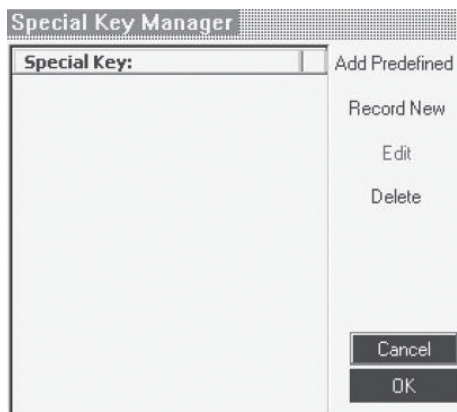 Special Key Manager
Special Key:
Add Predefined
Record New
Edit
Delete
Cancel
OK